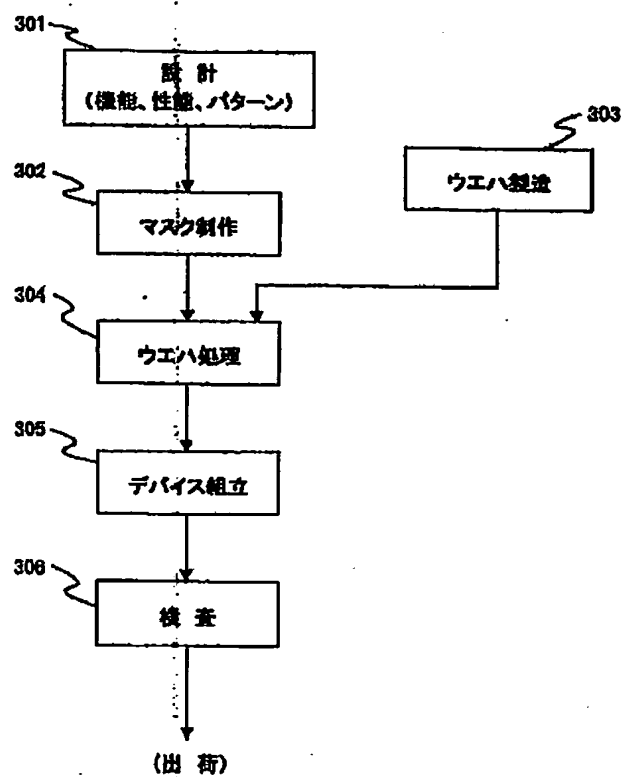 301
設 計
(機能、性能、パターン)
302
マスク制作
303
ウエハ製造
304
ウエハ処理
305
デバイス組立
306
検 査
(出 荷)